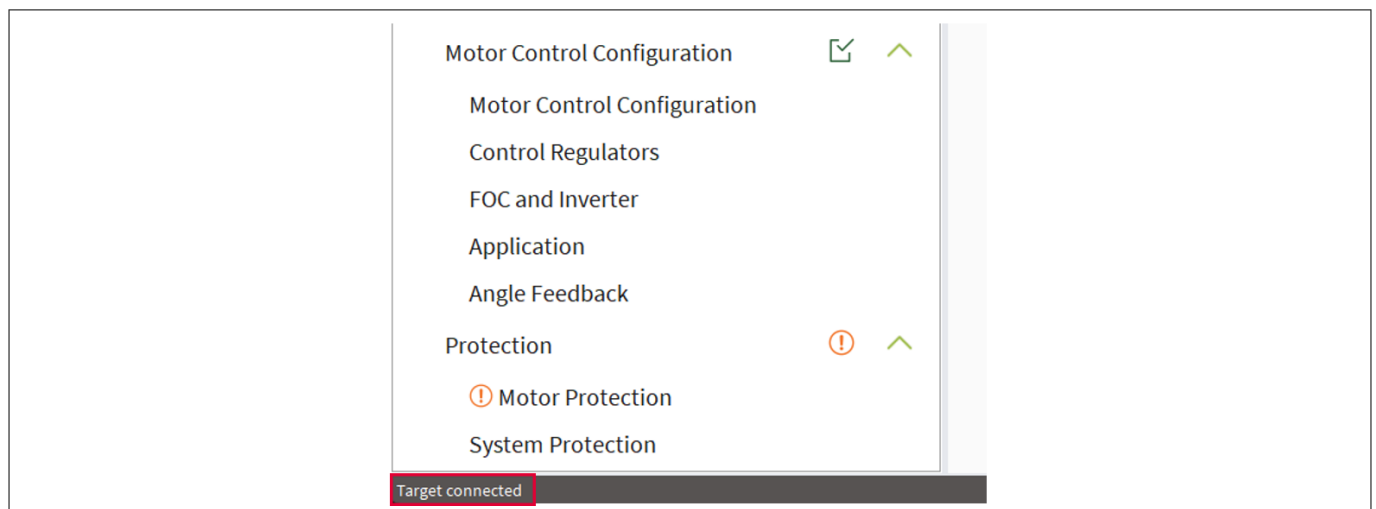 Motor Control Configuration
Motor Control Configuration
Control Regulators
FOC and Inverter
Application
Angle Feedback
Protection
Motor Protection
System Protection
Target connected